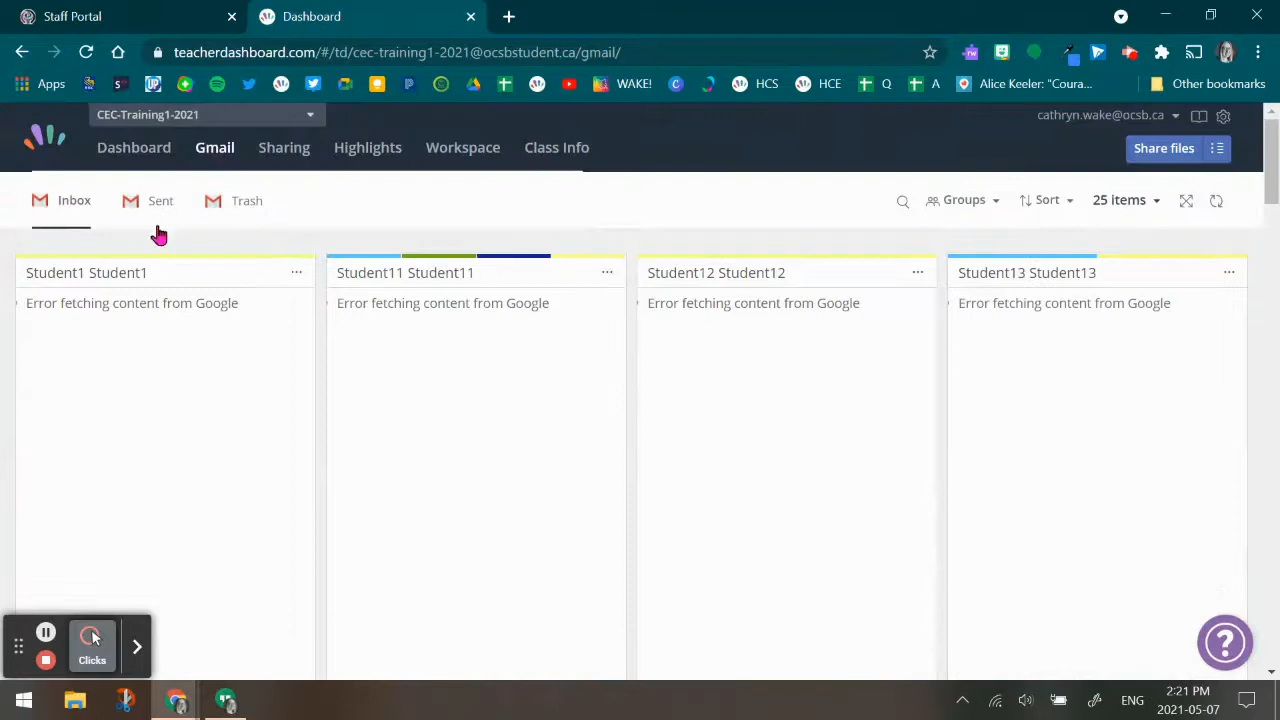 Staff Portal
Dashboard
teacherdashboard.com/#/td/cec-training1-2021@ocsbstudent.ca/gmail/
Apps
WAKE!
HCS
HCE
Q
A
Alice Keeler: "Coura...
Other bookmarks
CEC-Training1-2021
cathryn.wake@ocsb.ca
Dashboard
Gmail
Sharing
Highlights
Workspace
Class Info
Share files
Inbox
Sent
Trash
Groups
Sort
25 items
Student1 Student1
Student11 Student11
Student12 Student12
Student13 Student13
Error fetching content from Google
Error fetching content from Google
Error fetching content from Google
Error fetching content from Google
Clicks
ENG
2:21 PM
2021-05-07